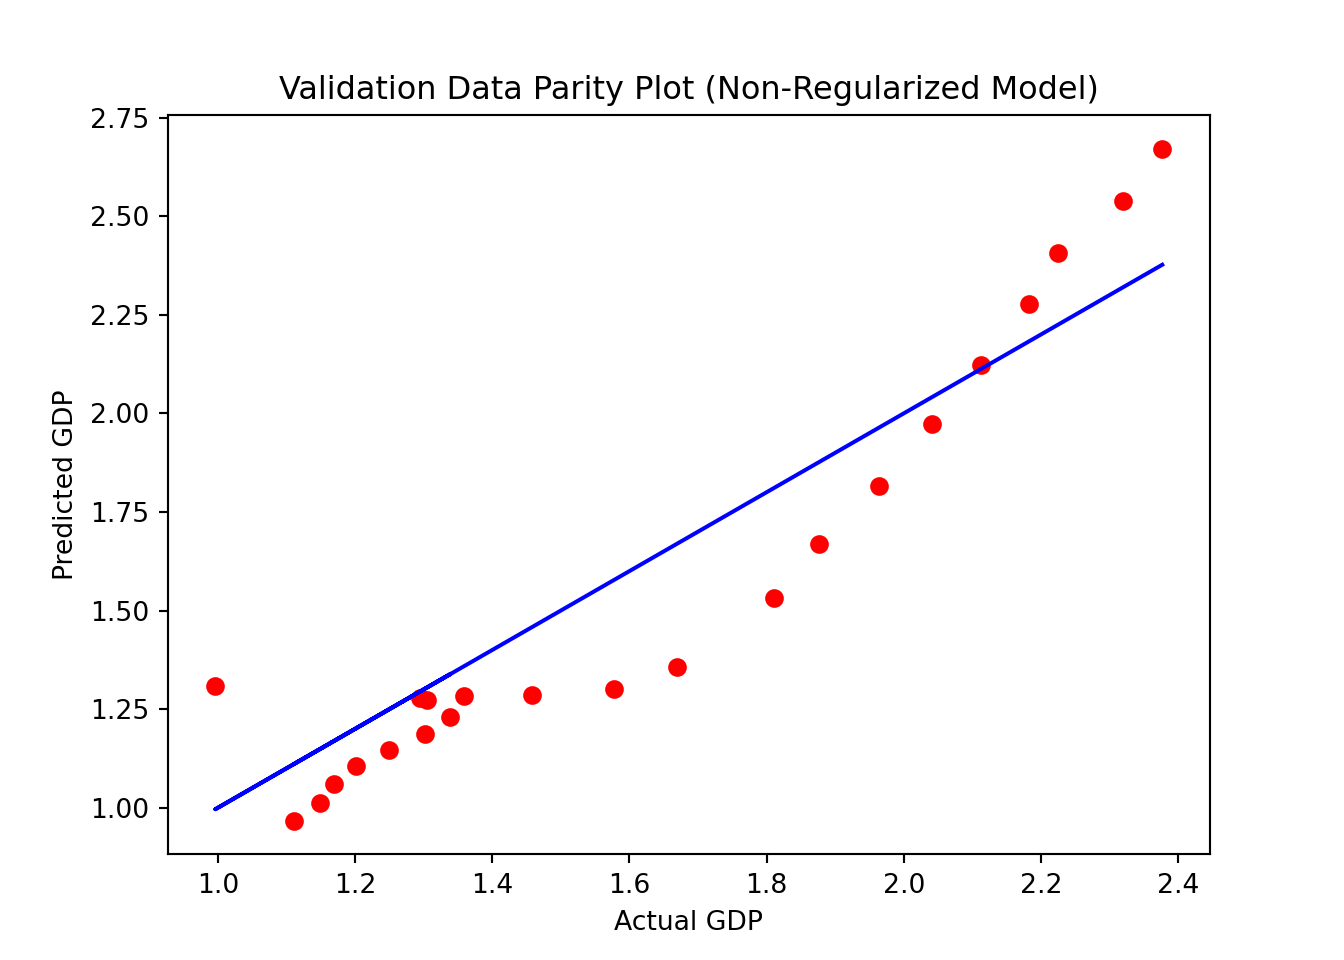 Validation Data Parity Plot (Non-Regularized Model)
Predicted GDP
2.75
2.50
2.25
2.00
1.75
1.50
1.25
1.00
1.0 1.2 1.4 1.6 1.8 2.0 2.2 2.4
Actual GDP